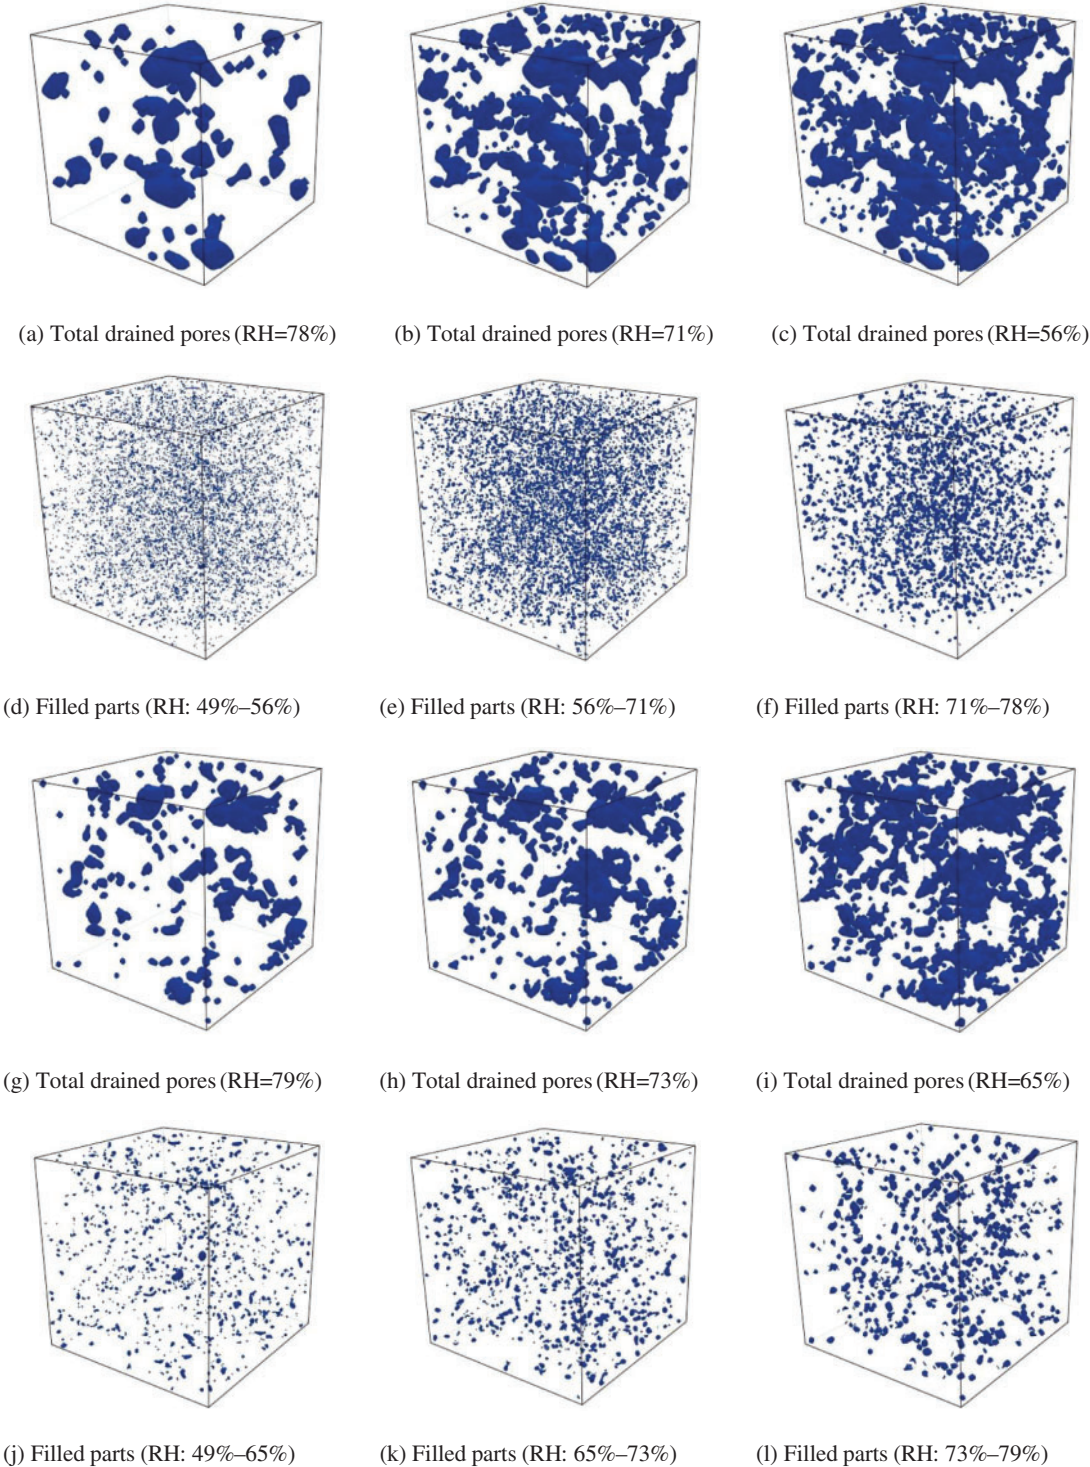 (a) Total drained pores (RH=78%)
(b) Total drained pores (RH=71%)
(c) Total drained pores (RH=56%)
(d) Filled parts (RH: 49%–56%)
(e) Filled parts (RH: 56%–71%)
(f) Filled parts (RH: 71%–78%)
(g) Total drained pores (RH=79%)
(h) Total drained pores (RH=73%)
(i) Total drained pores (RH=65%)
(j) Filled parts (RH: 49%–65%)
(k) Filled parts (RH: 65%–73%)
(l) Filled parts (RH: 73%–79%)